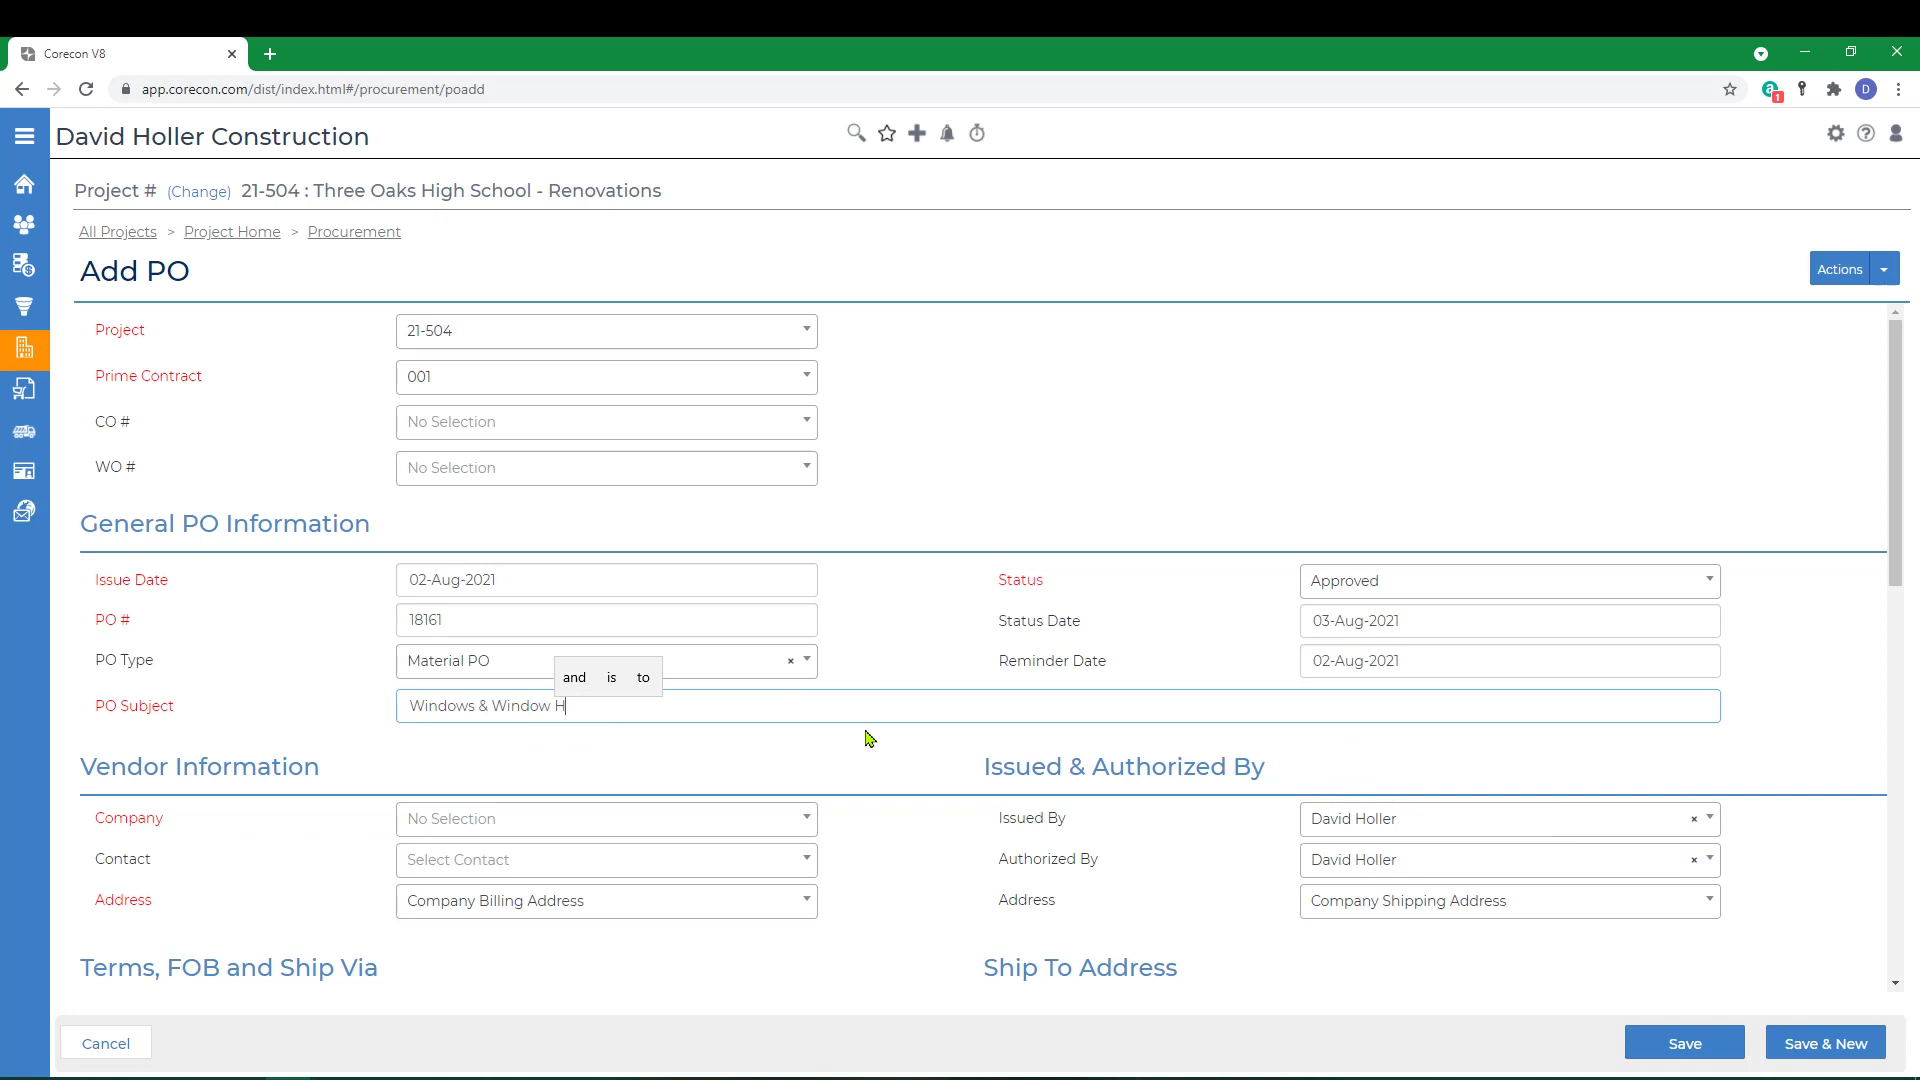 Corecon V8
app.corecon.com/dist/index.html#/procurement/poadd
1
D
David Holler Construction
Project # (Change) 21-504 : Three Oaks High School - Renovations
All Projects > Project Home > Procurement
Add PO
Actions
Project 21-504
Prime Contract 001
CO # No Selection
WO # No Selection
General PO Information
Issue Date 02-Aug-2021 Status Approved
PO # 18161 Status Date 03-Aug-2021
PO Type Material PO × Reminder Date 02-Aug-2021
and is to
PO Subject Windows & Window H
Vendor Information Issued & Authorized By
Company No Selection Issued By David Holler ×
Contact Select Contact Authorized By David Holler ×
Address Company Billing Address Address Company Shipping Address
Terms, FOB and Ship Via Ship To Address
Cancel Save Save & New